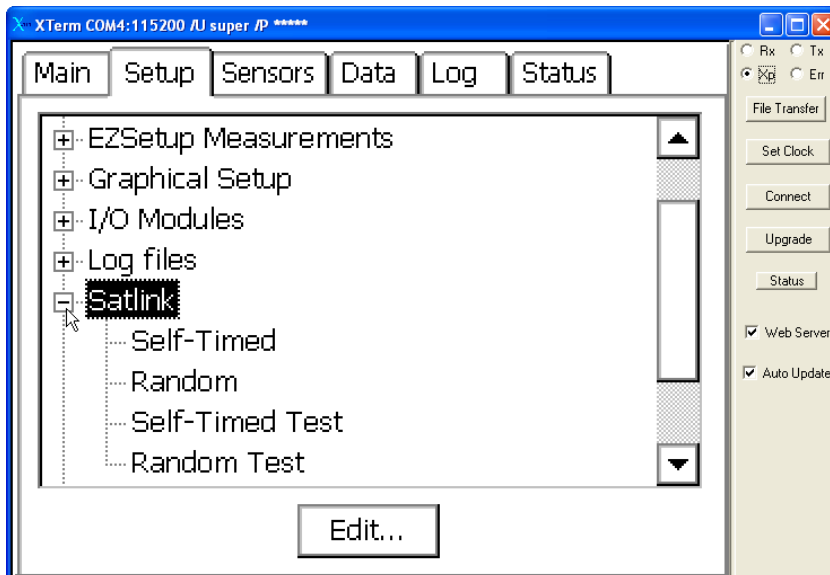 XTerm COM4:115200 /U super /P *****
Main Setup Sensors Data Log Status
EZSetup Measurements
Graphical Setup
I/O Modules
Log files
Satlink
Self-Timed
Random
Self-Timed Test
Random Test
Edit...
Rx Tx
Xp Err
File Transfer
Set Clock
Connect
Upgrade
Status
Web Server
Auto Update